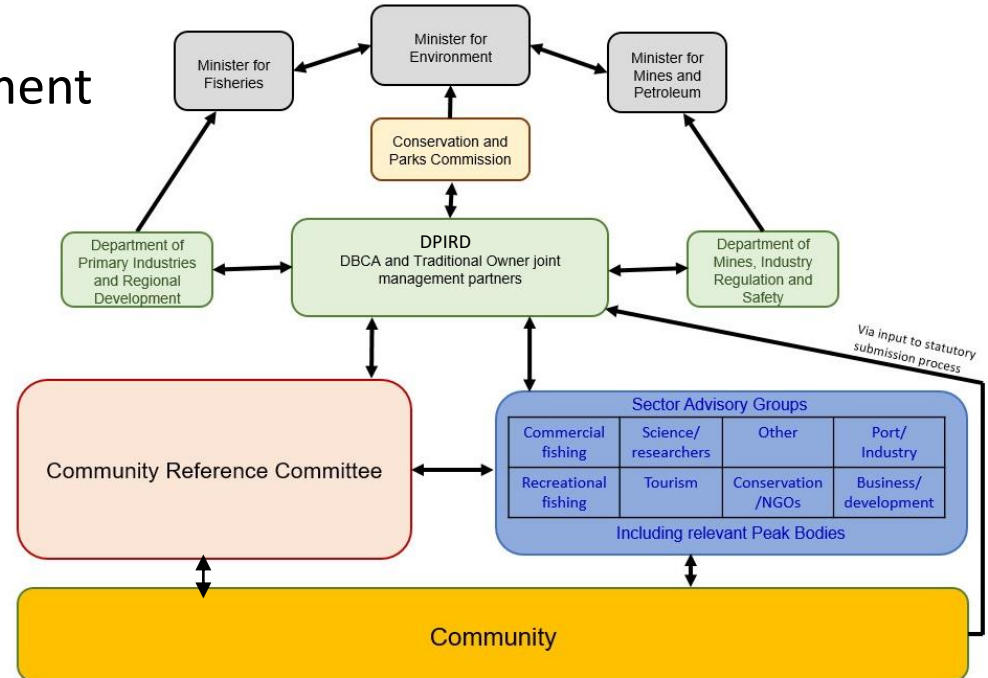 nent
Minister for
Environment
Minister for
Fisheries
Minister for
Mines and
Petroleum
Conservation and
Parks Commission
Department of
Primary Industries
and Regional
Development
DPIRD
DBCA and Traditional Owner joint
management partners
Department of
Mines, Industry
Regulation and
Safety
Via input to statutory
submission process
Community Reference Committee
Sector Advisory Groups
Commercial
fishing
Science/
researchers
Other
Port/
Industry
Recreational
fishing
Tourism
Conservation
/NGOs
Business/
development
Including relevant Peak Bodies
Community